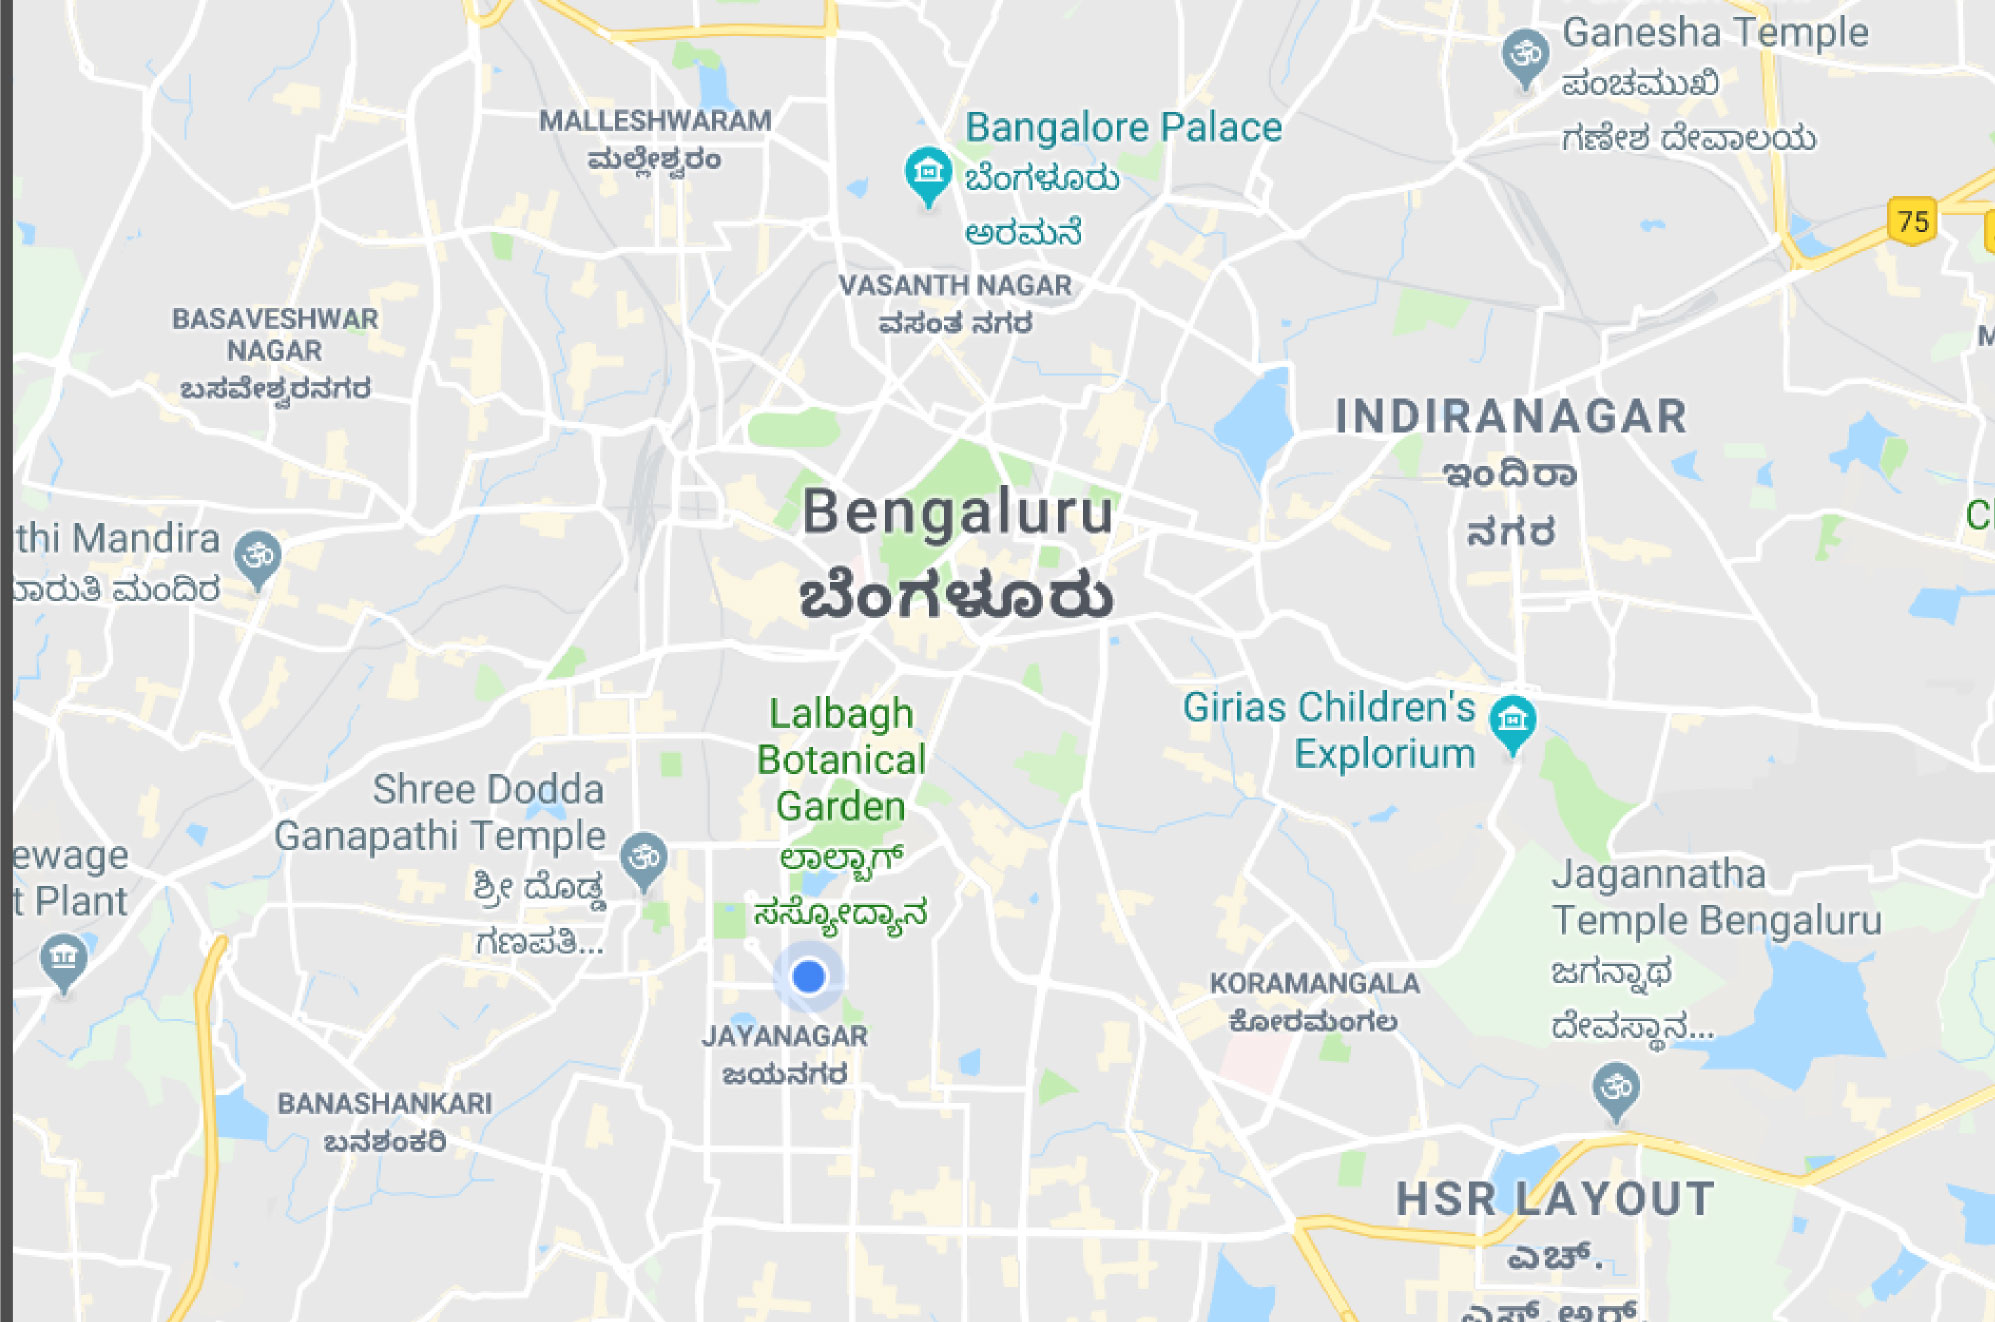 Ganesha Temple
ಪಂಚಮುಖಿ
ಗಣೇಶ ದೇವಾಲಯ
MALLESHWARAM
ಮಲ್ಲೇಶ್ವರಂ
Bangalore Palace
ಬೆಂಗಳೂರು
ಅರಮನೆ
75
VASANTH NAGAR
ವಸಂತ ನಗರ
BASAVESHWAR
NAGAR
ಬಸವೇಶ್ವರನಗರ
INDIRANAGAR
ಇಂದಿರಾ
ನಗರ
Bengaluru
ಬೆಂಗಳೂರು
thi Mandira
ಮಂದಿರ
Lalbagh
Botanical
Garden
ಲಾಲ್ಬಾಗ್
ಸಸ್ಯೋದ್ಯಾನ
Girias Children's
Explorium
Shree Dodda
Ganapathi Temple
ಶ್ರೀ ದೊಡ್ಡ
ಗಣಪತಿ...
ewage
t Plant
Jagannatha
Temple Bengaluru
ಜಗನ್ನಾಥ
ದೇವಸ್ಥಾನ...
KORAMANGALA
ಕೋರಮಂಗಲ
JAYANAGAR
ಜಯನಗರ
BANASHANKARI
ಬನಶಂಕರಿ
HSR LAYOUT
ಎಚ್.
ಎಸ್.ಆರ್.